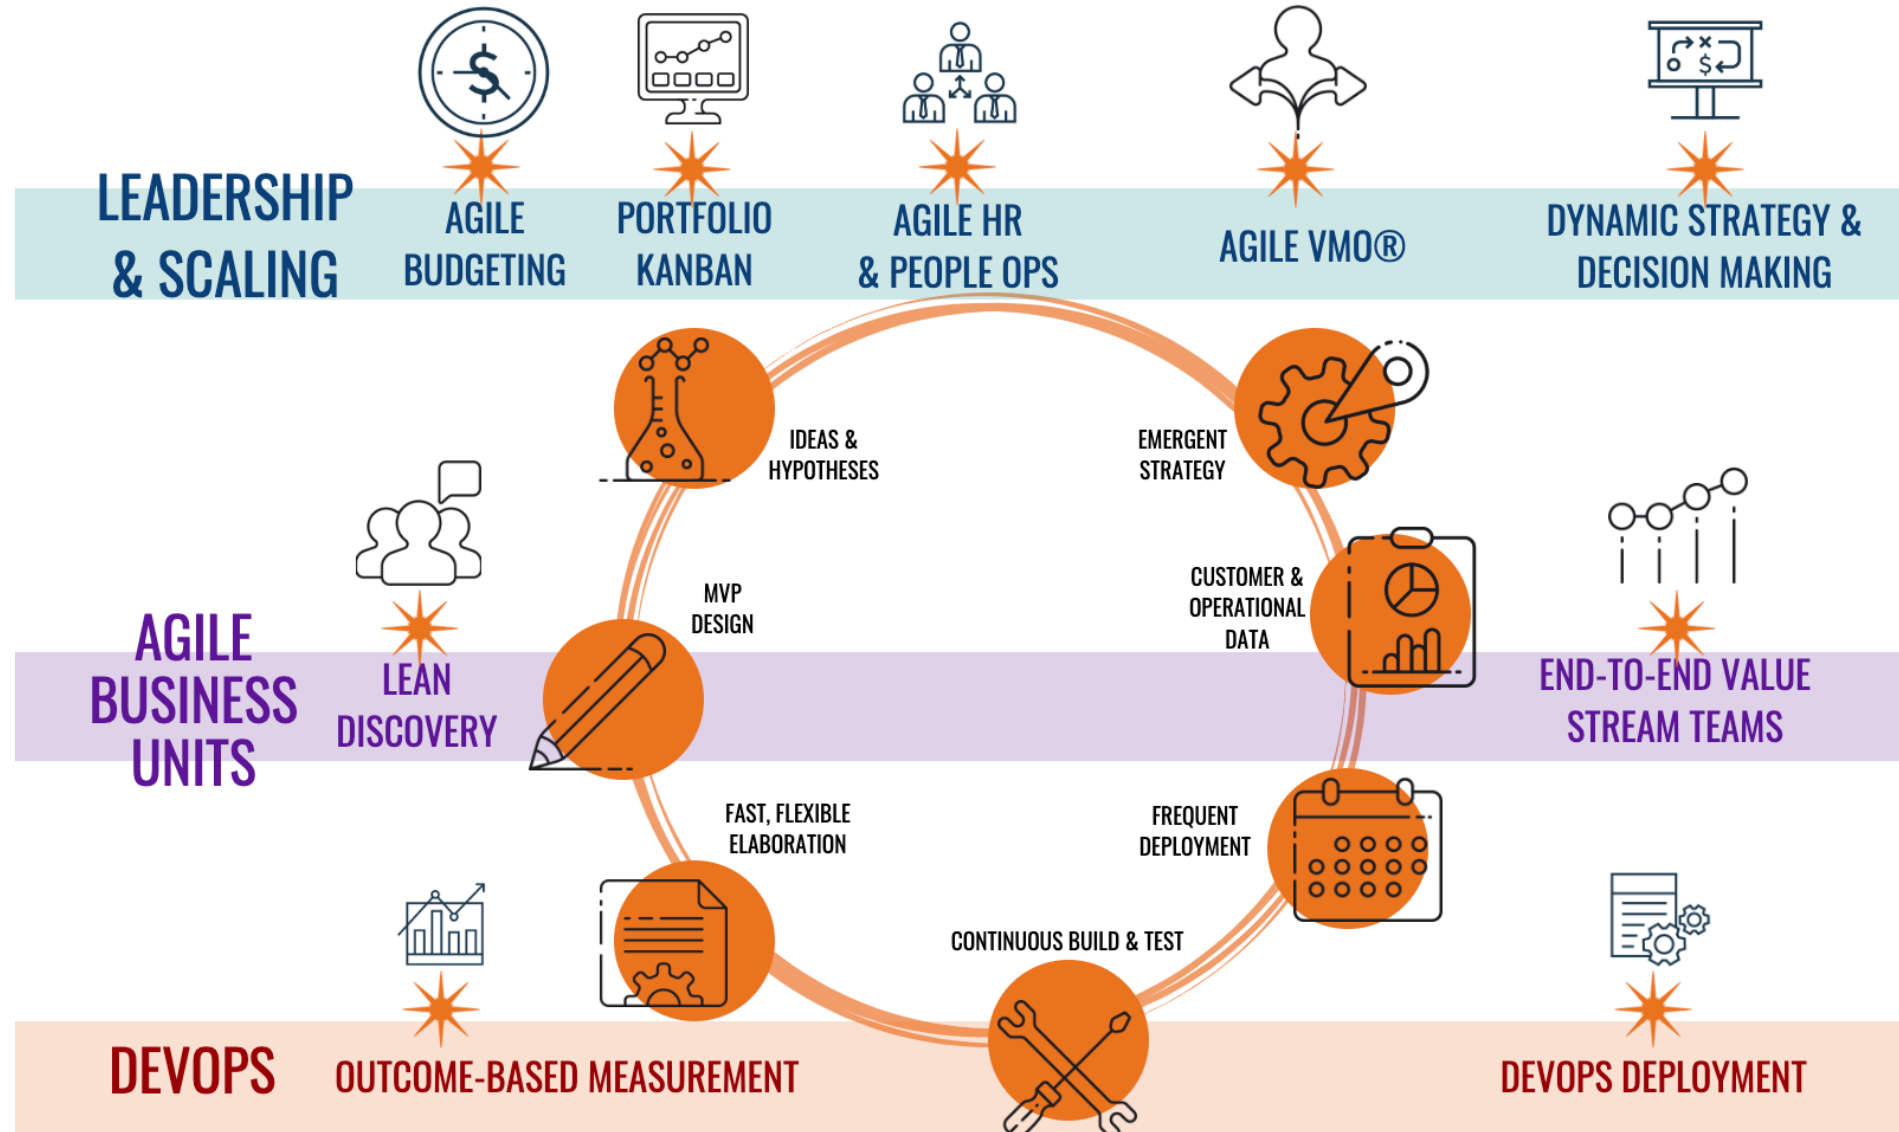 LEADERSHIP
& SCALING
AGILE
BUDGETING
PORTFOLIO
KANBAN
AGILE HR
& PEOPLE OPS
AGILE VMO®
DYNAMIC STRATEGY &
DECISION MAKING
IDEAS &
HYPOTHESES
EMERGENT
STRATEGY
MVP
DESIGN
CUSTOMER &
OPERATIONAL
DATA
AGILE
BUSINESS
UNITS
LEAN
DISCOVERY
END-TO-END VALUE
STREAM TEAMS
FAST, FLEXIBLE
ELABORATION
FREQUENT
DEPLOYMENT
CONTINUOUS BUILD & TEST
DEVOPS
OUTCOME-BASED MEASUREMENT
DEVOPS DEPLOYMENT